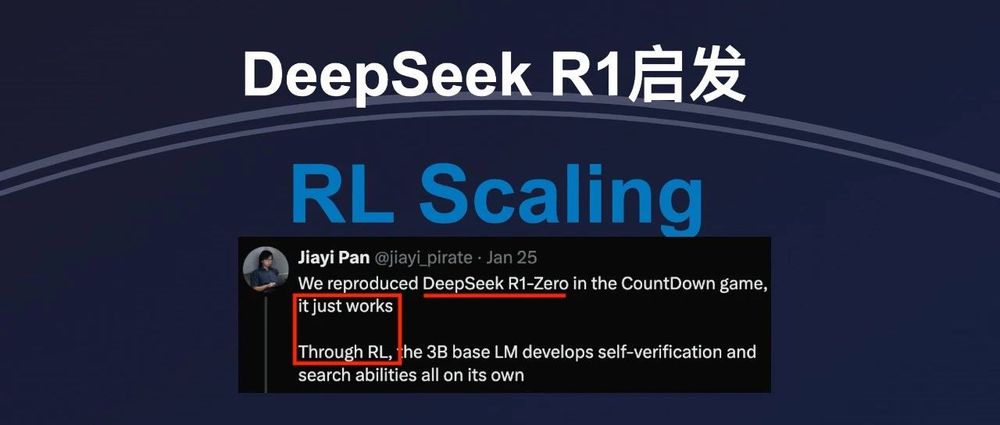 DeepSeek R1启发
RL Scaling
Jiayi Pan @jiayi_pirate · Jan 25
We reproduced DeepSeek R1-Zero in the CountDown game,
it just works
Through RL, the 3B base LM develops self-verification and
search abilities all on its own